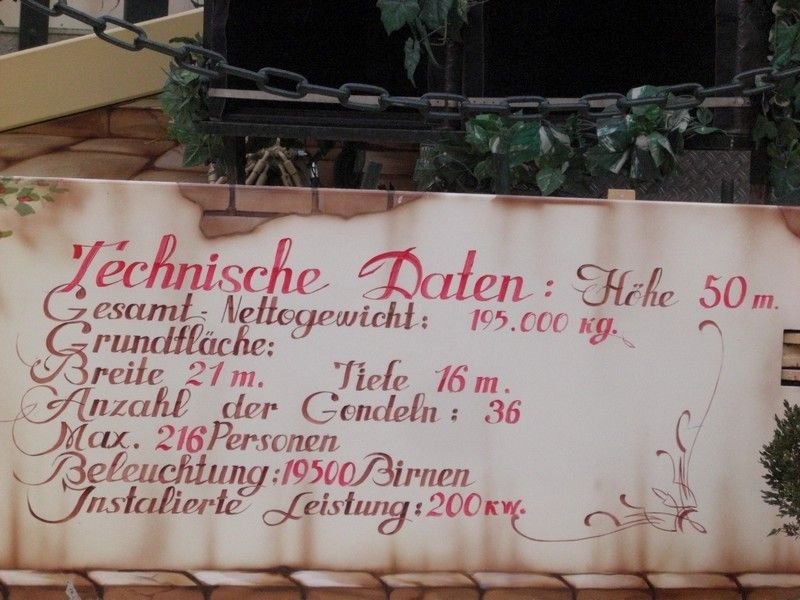 Technische Daten: Höhe 50 m.
Gesamt-Nettogewicht: 195.000 kg.
Grundfläche:
Breite 21 m. Tiefe 16 m.
Anzahl der Gondeln: 36
Max. 216 Personen
Beleuchtung: 19500 Birnen
Instalierte Leistung: 200 KW.